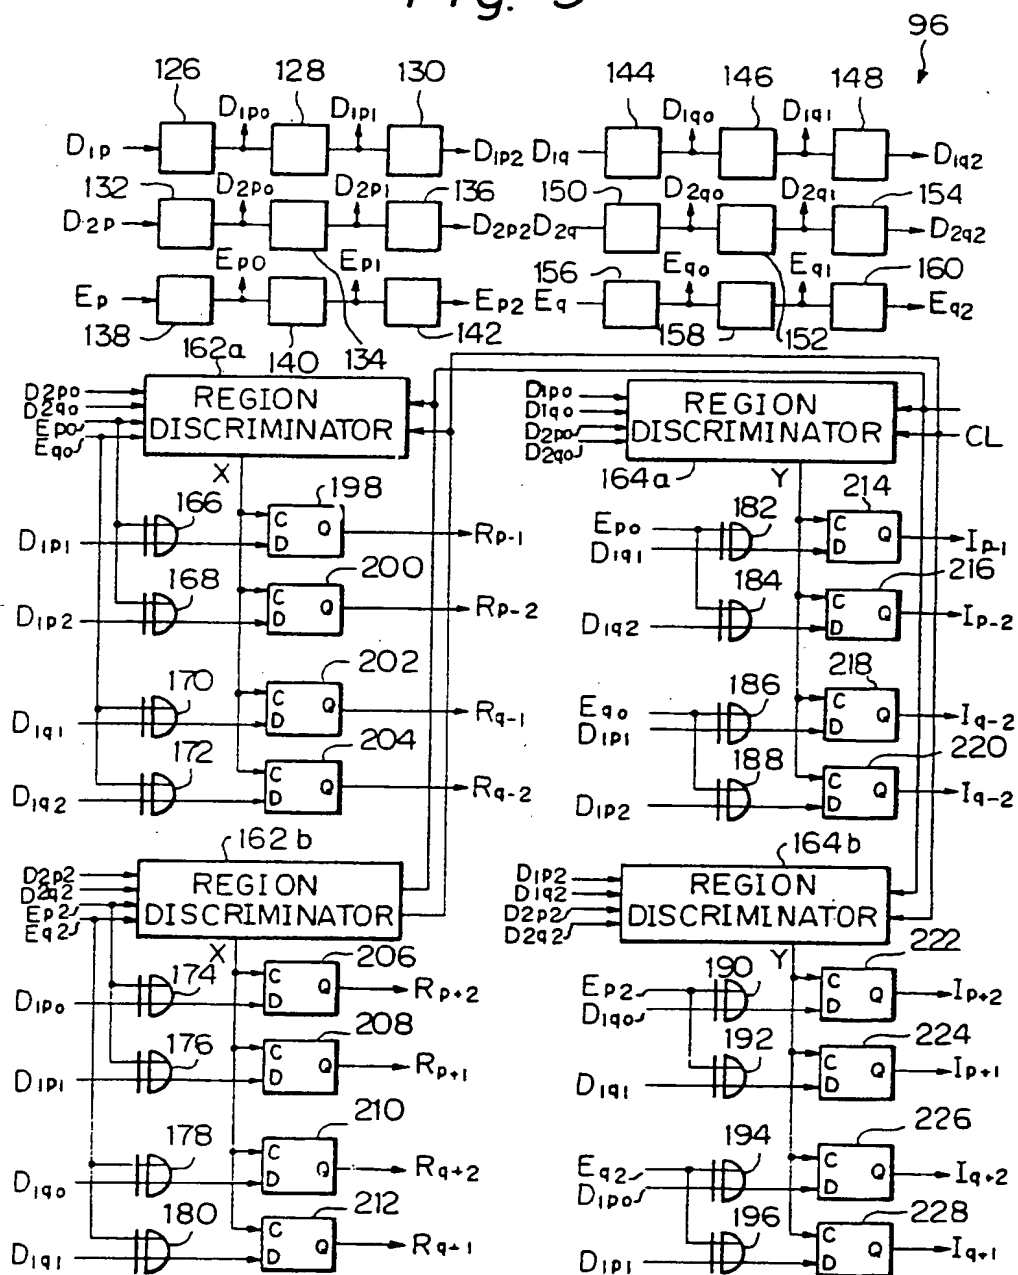 Fig.
96
126 128 130 144 146 148
D1p D1p0 D1p1 D1p2 D1q D1q0 D1q1 D1q2
132 136 150 154
D2p D2p0 D2p1 D2p2 D2q D2q0 D2q1 D2q2
156 160
Ep Ep0 Ep1 Ep2 Eq Eq0 Eq1 Eq2
138 140 134 142 158 152
162a
D2p0
D2q0
Ep0
Eq0
REGION
DISCRIMINATOR
X
D1p0
D1q0
D2p0
D2q0
REGION
DISCRIMINATOR
CL
164a
Y
166 198
D1p1 C D Q Rp-1
168 200
D1p2 C D Q Rp-2
170 202
D1q1 C D Q Rq-1
172 204
D1q2 C D Q Rq-2
182 214
Ep0
D1q1 C D Q Ip-1
184 216
D1q2 C D Q Ip-2
186 218
Eq0
D1p1 C D Q Iq-2
188 220
D1p2 C D Q Iq-2
162b
D2p2
D2q2
Ep2
Eq2
REGION
DISCRIMINATOR
X
164b
D1p2
D1q2
D2p2
D2q2
REGION
DISCRIMINATOR
Y
174 206
D1p0 C D Q Rp+2
176 208
D1p1 C D Q Rp+1
178 210
D1q0 C D Q Rq+2
180 212
D1q1 C D Q Rq+1
190 222
Ep2
D1q0 C D Q Ip+2
192 224
D1q1 C D Q Ip+1
194 226
Eq2
D1p0 C D Q Iq+2
196 228
D1p1 C D Q Iq+1